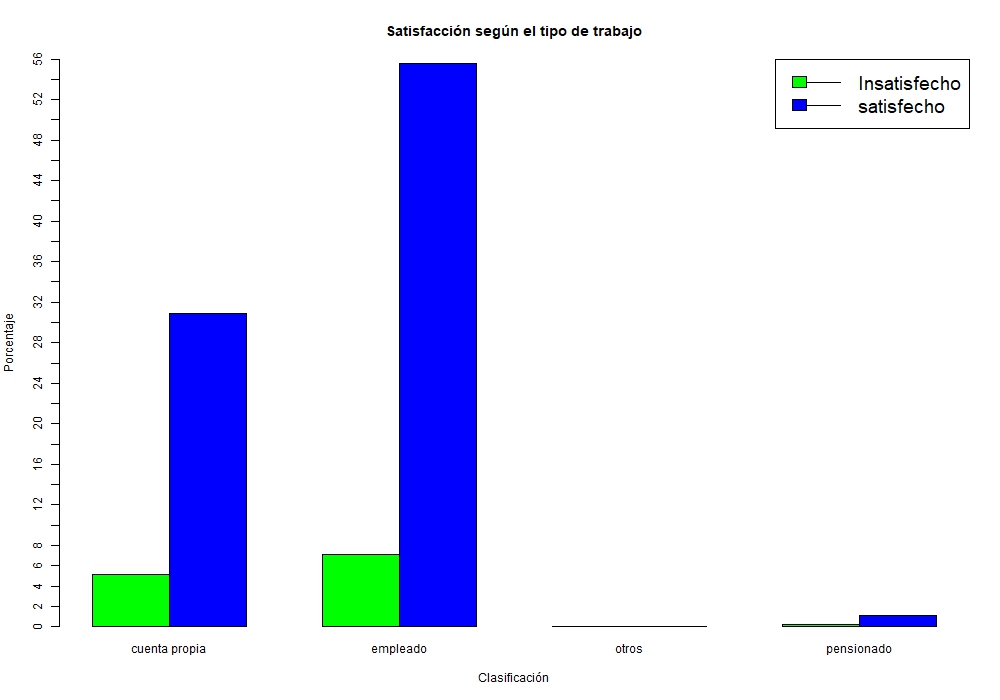 Satisfacción según el tipo de trabajo
Insatisfecho
satisfecho
56
52
48
44
40
36
32
28
24
20
16
12
8
6
4
2
0
Porcentaje
cuenta propia
empleado
otros
pensionado
Clasificación